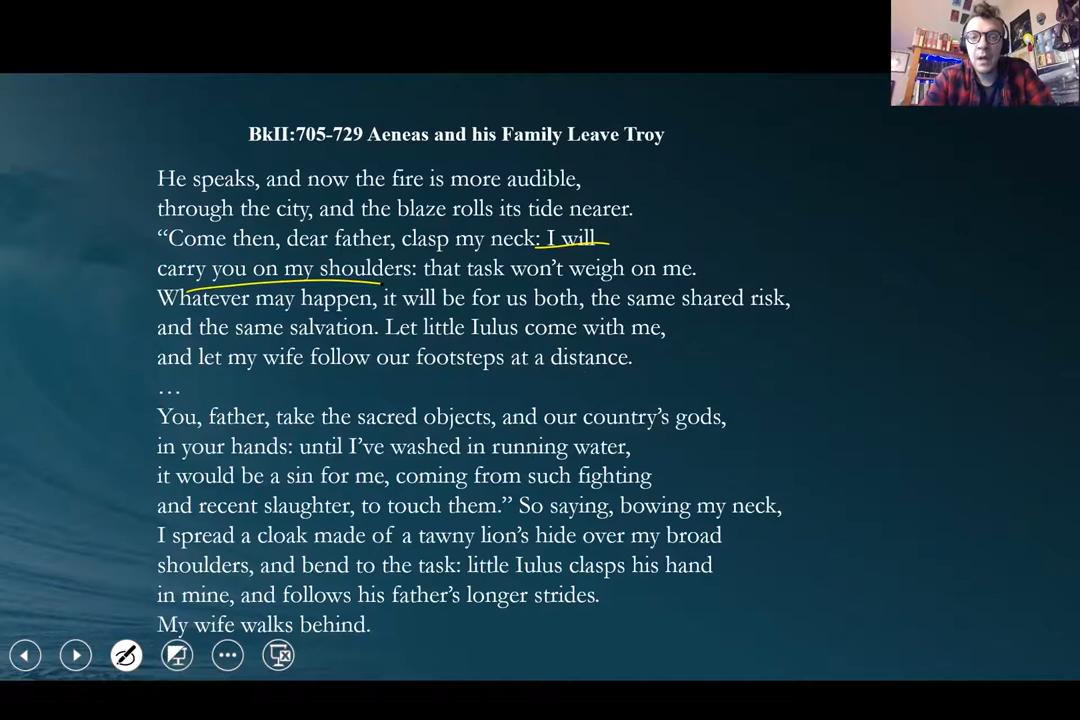 BkII:705-729 Aeneas and his Family Leave Troy
He speaks, and now the fire is more audible,
through the city, and the blaze rolls its tide nearer.
“Come then, dear father, clasp my neck: I will
carry you on my shoulders: that task won’t weigh on me.
Whatever may happen, it will be for us both, the same shared risk,
and the same salvation. Let little Iulus come with me,
and let my wife follow our footsteps at a distance.
…
You, father, take the sacred objects, and our country’s gods,
in your hands: until I’ve washed in running water,
it would be a sin for me, coming from such fighting
and recent slaughter, to touch them.” So saying, bowing my neck,
I spread a cloak made of a tawny lion’s hide over my broad
shoulders, and bend to the task: little Iulus clasps his hand
in mine, and follows his father’s longer strides.
My wife walks behind.